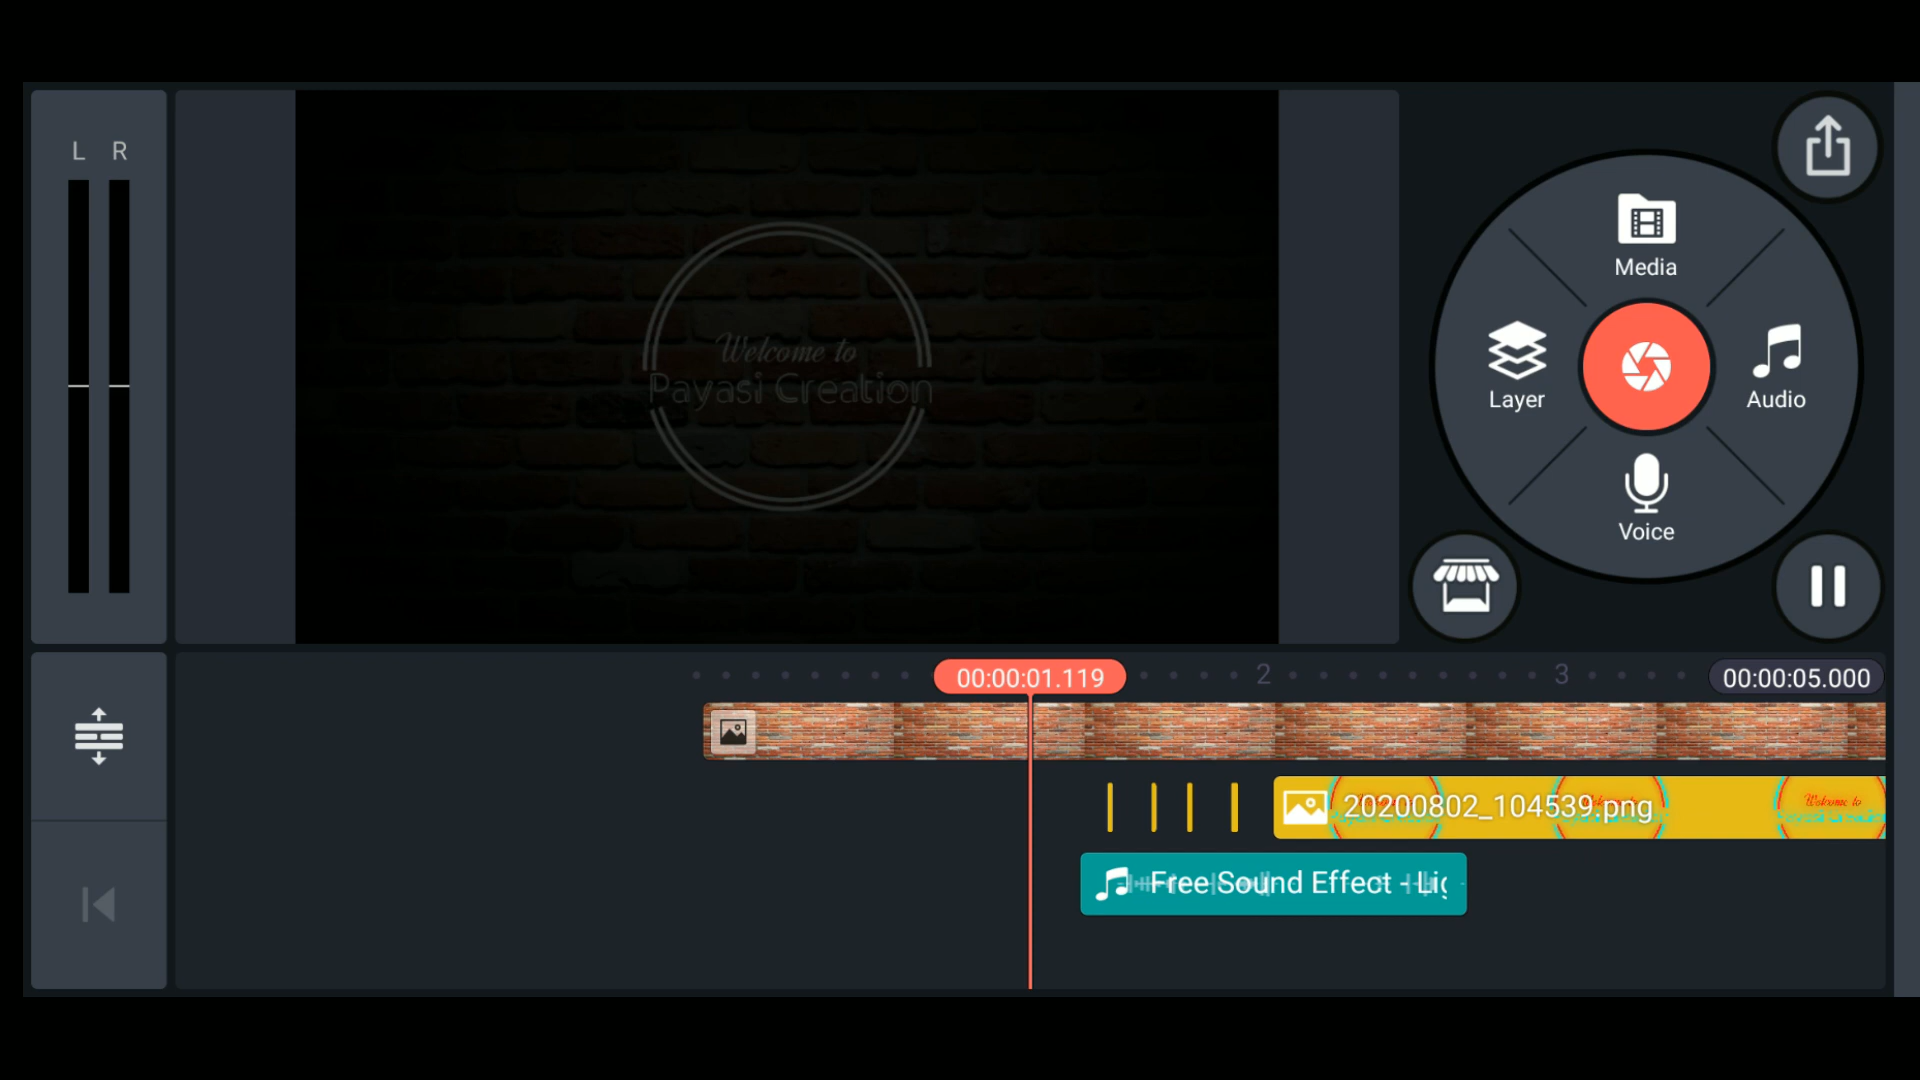 L R
Media
Layer
Audio
Voice
Welcome to
Payasi Creation
00:00:01.119
2
3
00:00:05.000
20200802_104539.png
Free Sound Effect - Lig